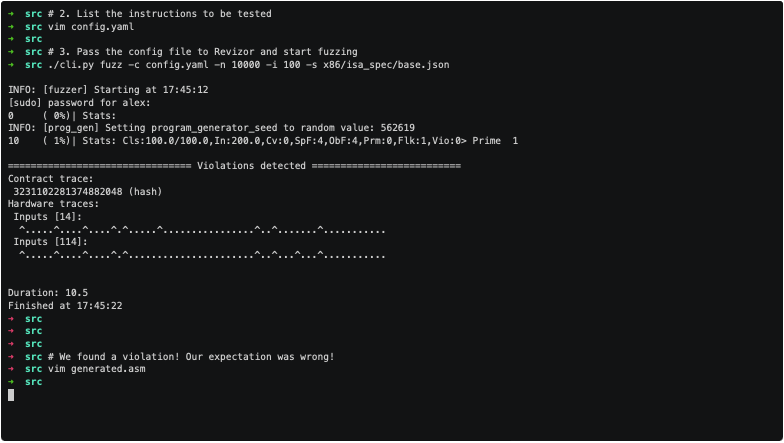 → src # 2. List the instructions to be tested
→ src vim config.yaml
→ src
→ src # 3. Pass the config file to Revizor and start fuzzing
→ src ./cli.py fuzz -c config.yaml -n 10000 -i 100 -s x86/isa_spec/base.json
INFO: [fuzzer] Starting at 17:45:12
[sudo] password for alex:
0 ( 0%)| Stats:
INFO: [prog_gen] Setting program_generator_seed to random value: 562619
10 ( 1%)| Stats: Cls:100.0/100.0,In:200.0,Cv:0,SpF:4,ObF:4,Prm:0,Flk:1,Vio:0> Prime 1
================================ Violations detected ==========================
Contract trace:
3231102281374882048 (hash)
Hardware traces:
Inputs [14]:
^.....^....^....^.^.....^................^..^.......^...........
Inputs [114]:
^.....^....^....^.^......................^..^...^...^...........
Duration: 10.5
Finished at 17:45:22
→ src
→ src
→ src
→ src # We found a violation! Our expectation was wrong!
→ src vim generated.asm
→ src